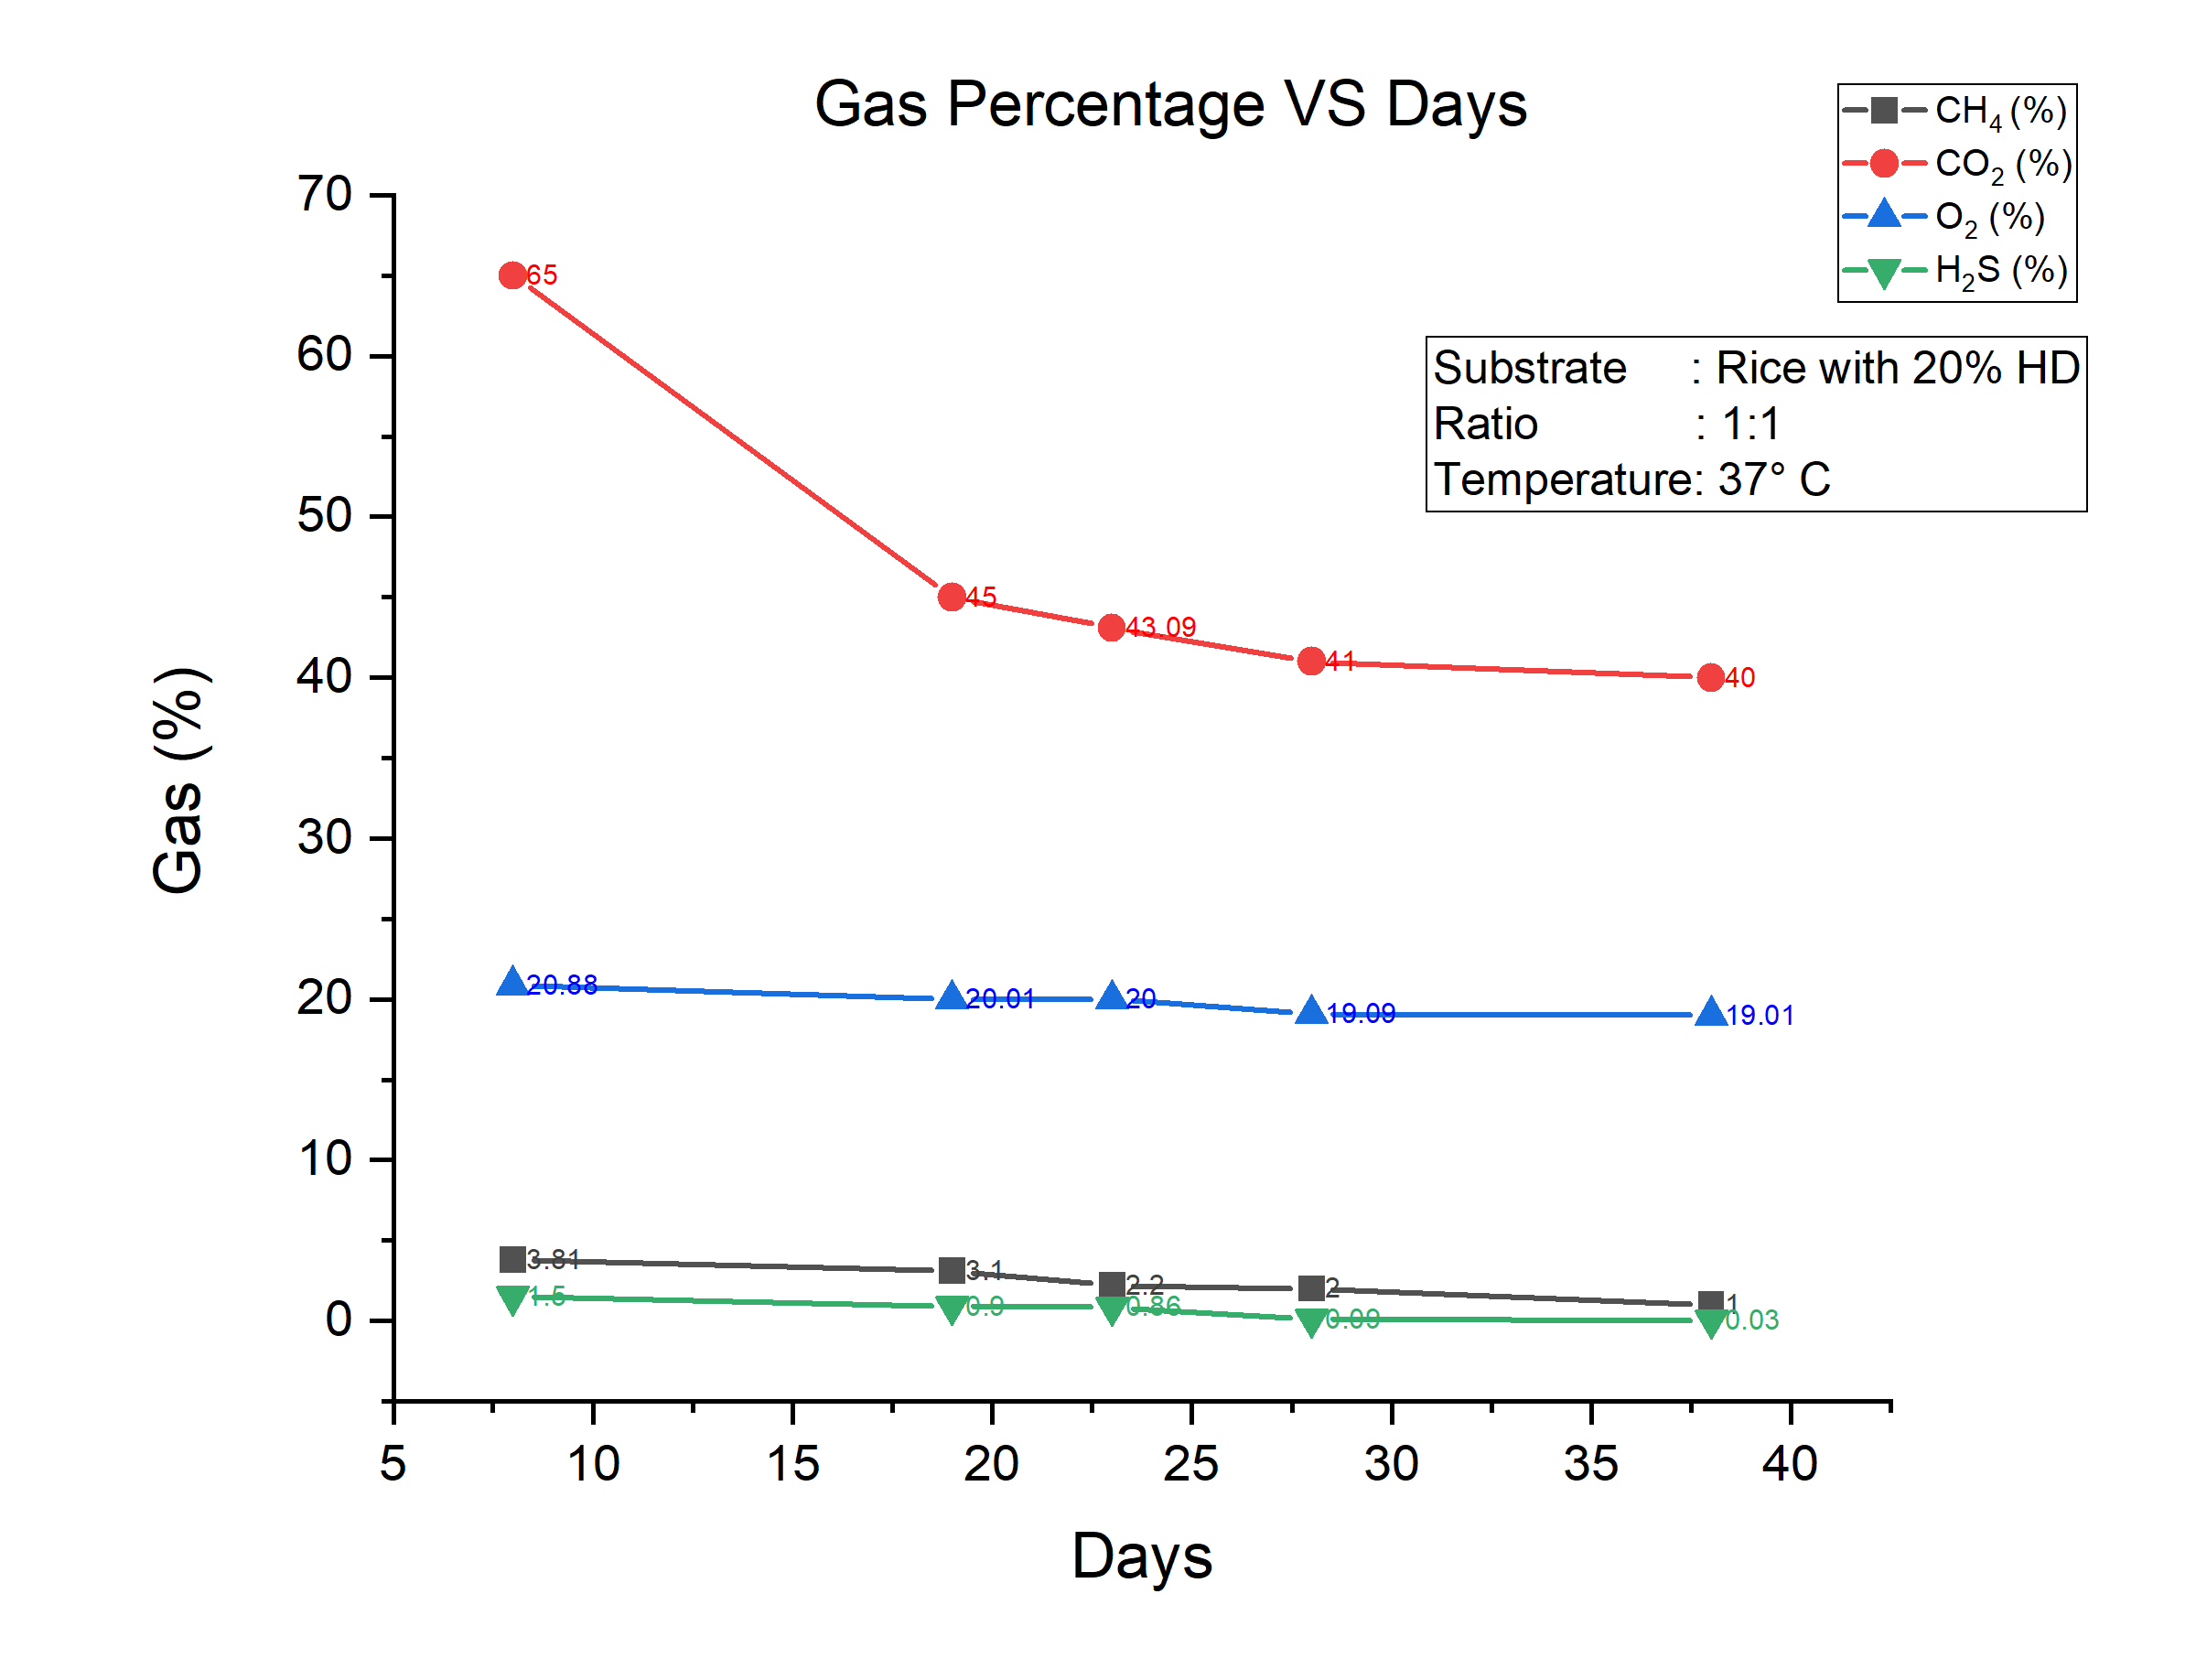 Gas Percentage VS Days
CH4 (%)
CO2 (%)
O2 (%)
H2S (%)
Substrate : Rice with 20% HD
Ratio : 1:1
Temperature: 37° C
Gas (%)
70
60
50
40
30
20
10
0
65
45
43.09
41
40
20.88
20.01
20
19.09
19.01
3.81
3.1
2.2
2
1
1.5
0.9
0.86
0.09
0.03
5 10 15 20 25 30 35 40
Days